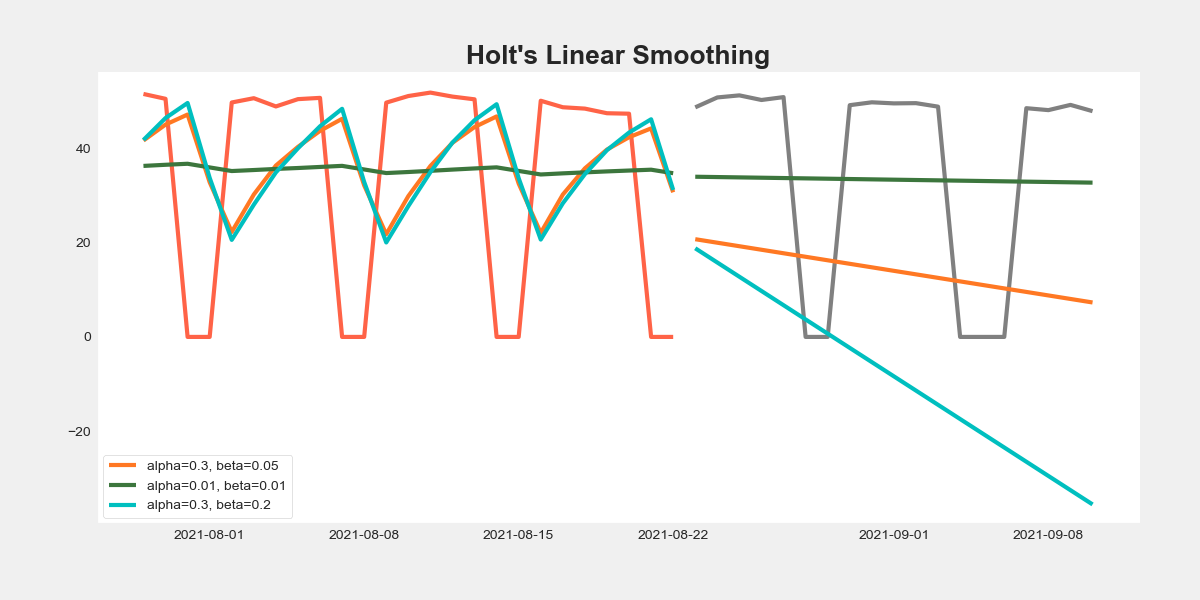 Holt's Linear Smoothing
40
20
0
−20
alpha=0.3, beta=0.05
alpha=0.01, beta=0.01
alpha=0.3, beta=0.2
2021-08-01 2021-08-08 2021-08-15 2021-08-22 2021-09-01 2021-09-08